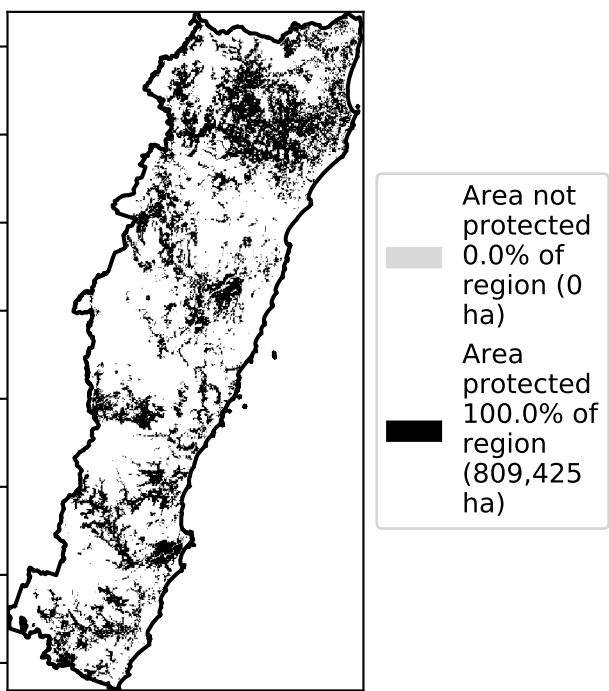 Area not
protected
0.0% of
region (0
ha)
Area
protected
100.0% of
region
(809,425
ha)